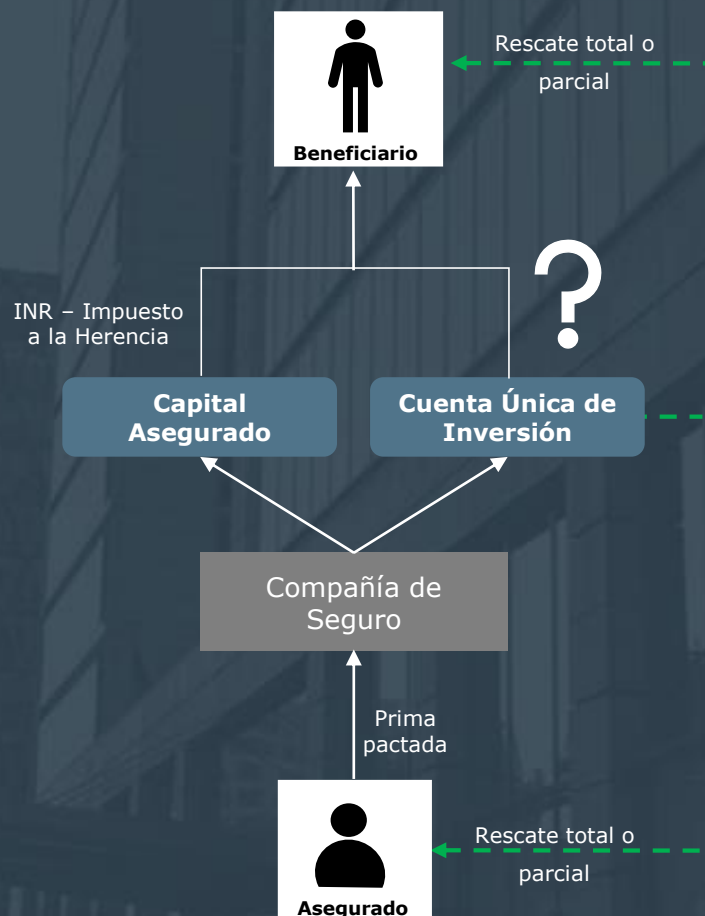 Rescate total o
parcial
Beneficiario
?
INR – Impuesto
a la Herencia
Capital
Asegurado
Cuenta Única de
Inversión
Compañía de
Seguro
Prima
pactada
Rescate total o
parcial
Asegurado